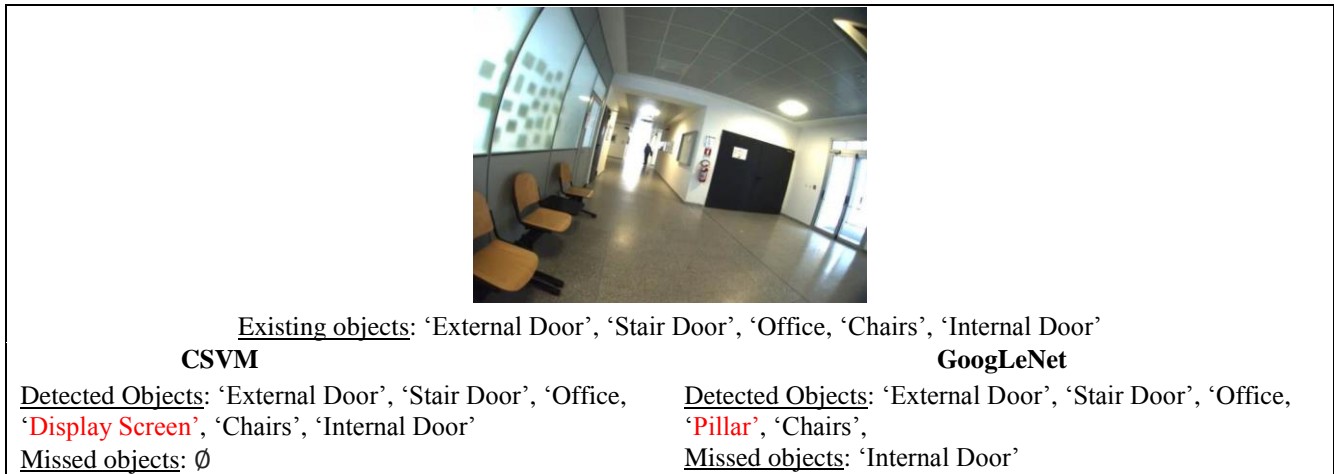 Existing objects: ‘External Door’, ‘Stair Door’, ‘Office, ‘Chairs’, ‘Internal Door’
CSVM
Detected Objects: ‘External Door’, ‘Stair Door’, ‘Office,
‘Display Screen’, ‘Chairs’, ‘Internal Door’
Missed objects: ∅
GoogLeNet
Detected Objects: ‘External Door’, ‘Stair Door’, ‘Office,
‘Pillar’, ‘Chairs’,
Missed objects: ‘Internal Door’